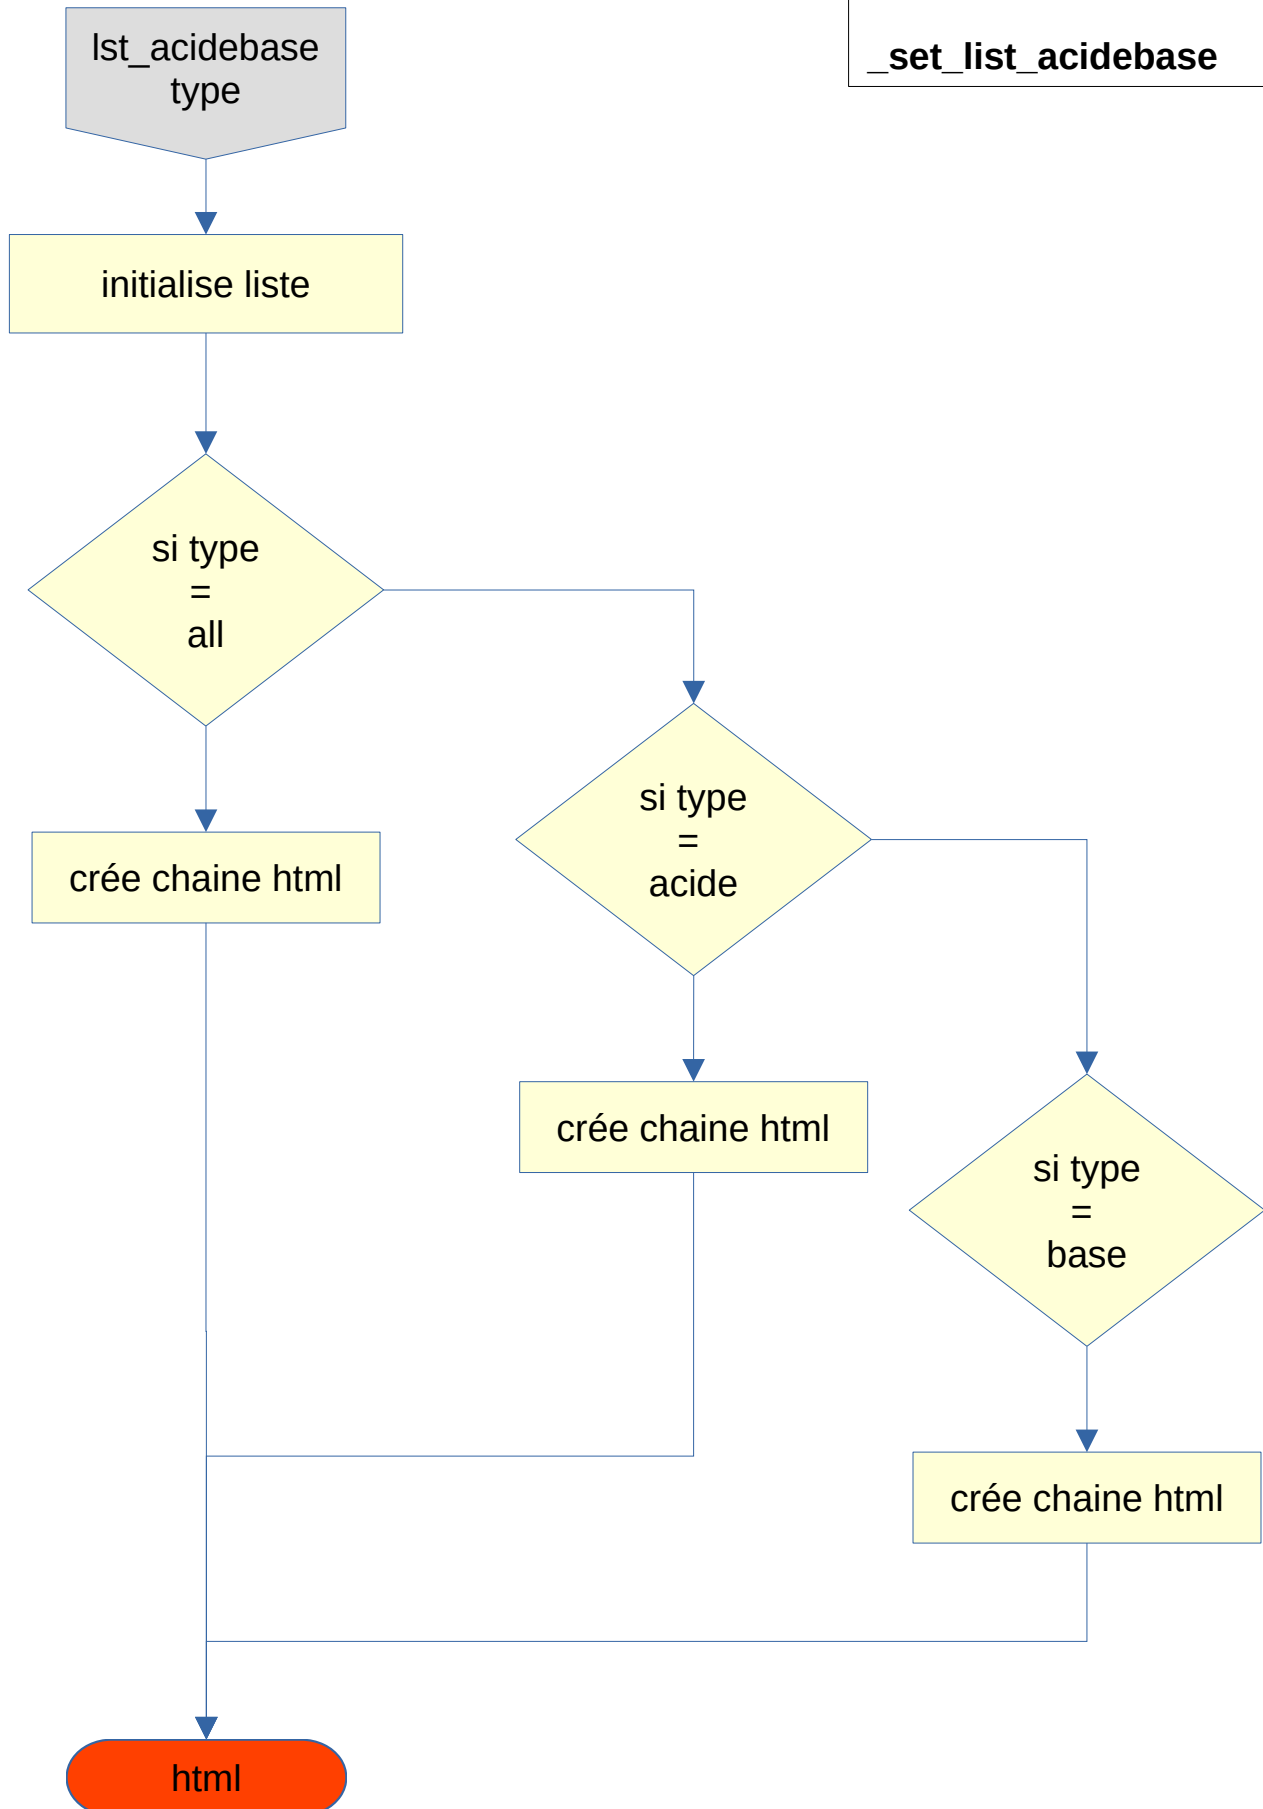 lst_acidebase
type
_set_list_acidebase
initialise liste
si type
=
all
si type
=
acide
crée chaine html
crée chaine html
si type
=
base
crée chaine html
html